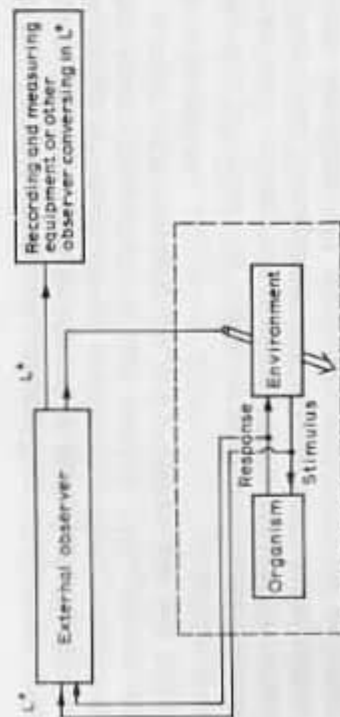 L*
External observer
L*
Recording and measuring
equipment or other
observer conversing in L*
Organism
Response
Stimulus
Environment